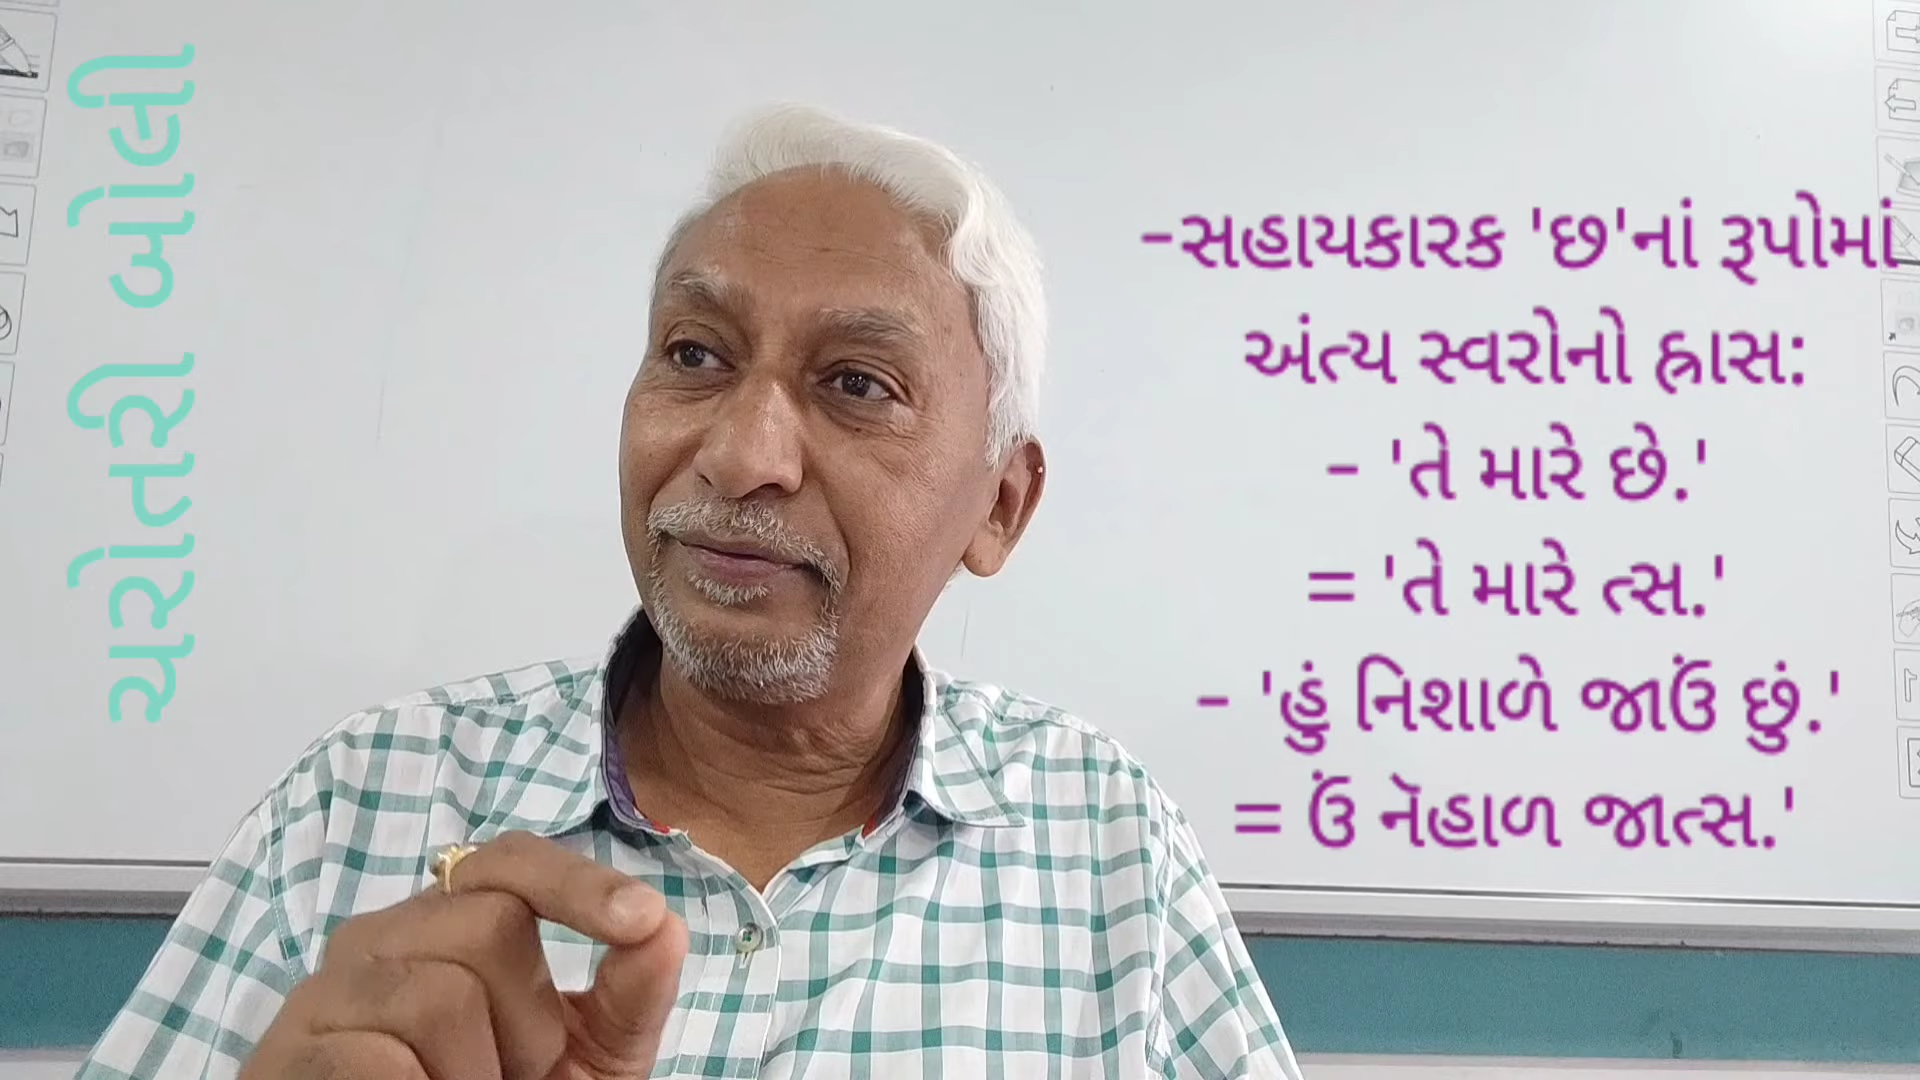 ચરોતરી બોલી
-સહાયકારક 'છ'નાં રૂપોમાં
અંત્ય સ્વરોનો હ્રાસ:
- 'તે મારે છે.'
= 'તે મારે ત્સ.'
- 'હું નિશાળે જાઉં છું.'
= ઉં નૅહાળ જાત્સ.'